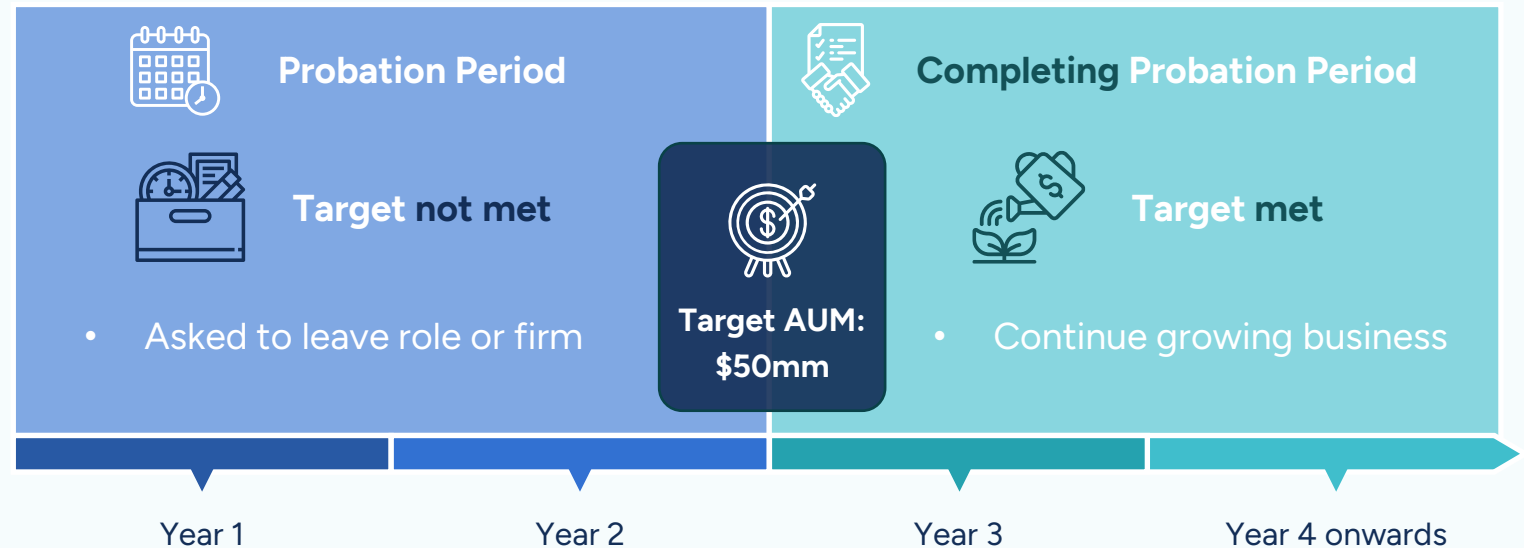 Probation Period
Target not met
• Asked to leave role or firm
Target AUM:
$50mm
Completing Probation Period
Target met
• Continue growing business
Year 1
Year 2
Year 3
Year 4 onwards